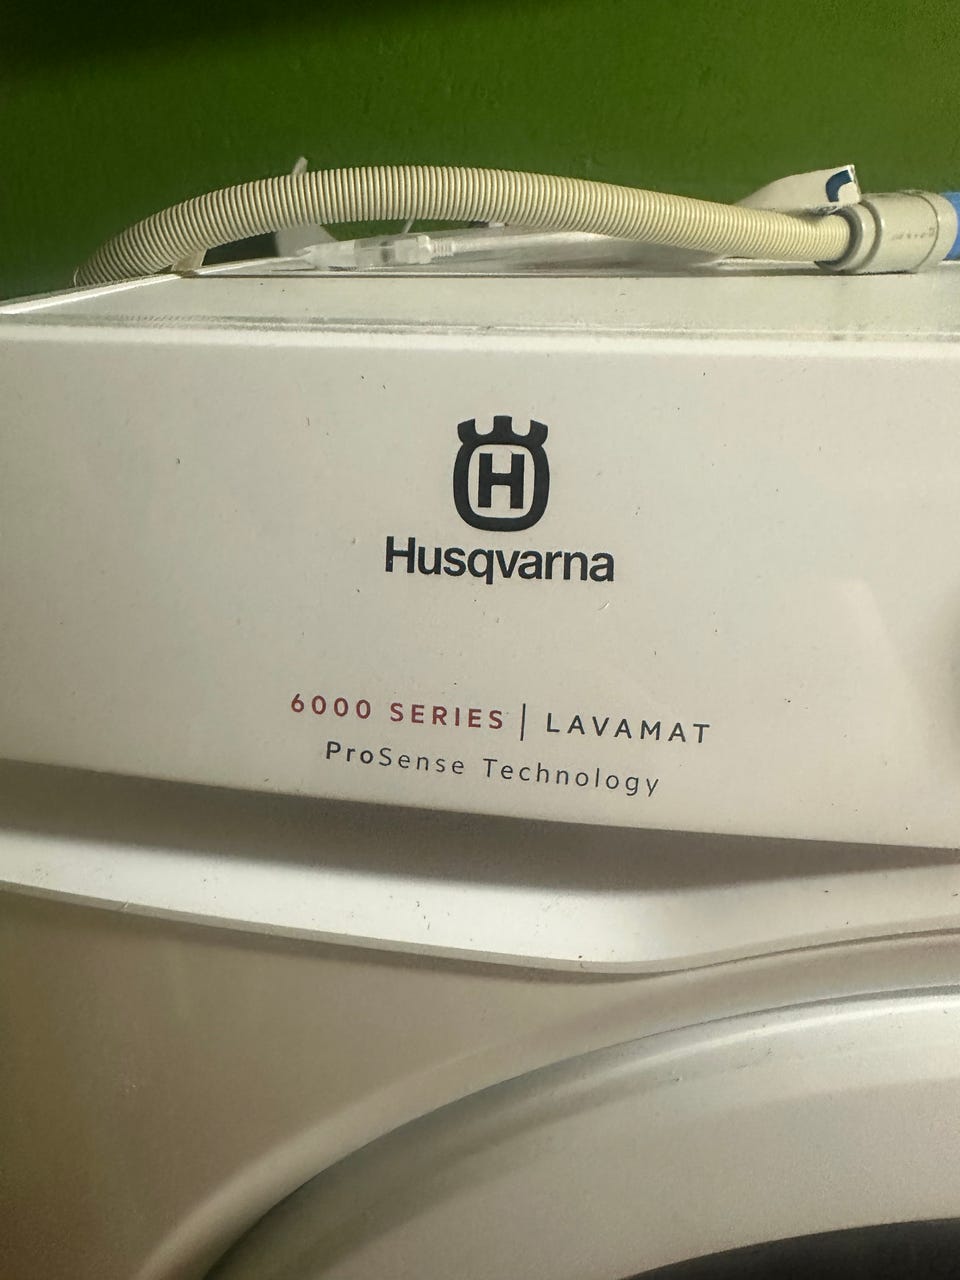 H
Husqvarna
6000 SERIES | LAVAMAT
ProSense Technology